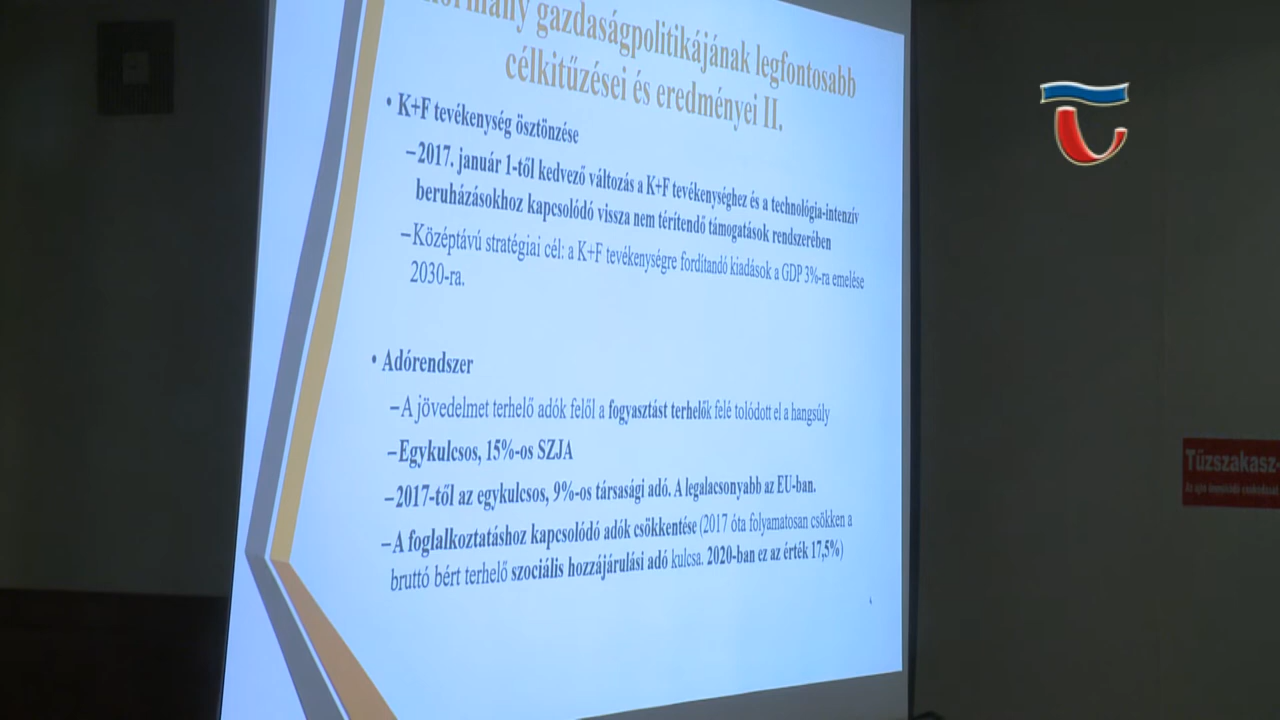 kormány gazdaságpolitikájának legfontosabb
célkitűzései és eredményei II.
• K+F tevékenység ösztönzése
–2017. január 1-től kedvező változás a K+F tevékenységhez és a technológia-intenzív
beruházásokhoz kapcsolódó vissza nem térítendő támogatások rendszerében
–Középtávú stratégiai cél: a K+F tevékenységre fordítandó kiadások a GDP 3%-ra emelése
2030-ra.
• Adórendszer
–A jövedelmet terhelő adók felől a fogyasztást terhelők felé tolódott el a hangsúly
–Egykulcsos, 15%-os SZJA
–2017-től az egykulcsos, 9%-os társasági adó. A legalacsonyabb az EU-ban.
–A foglalkoztatáshoz kapcsolódó adók csökkentése (2017 óta folyamatosan csökken a
bruttó bért terhelő szociális hozzájárulási adó kulcsa. 2020-ban ez az érték 17,5%)
Tűzszakasz-